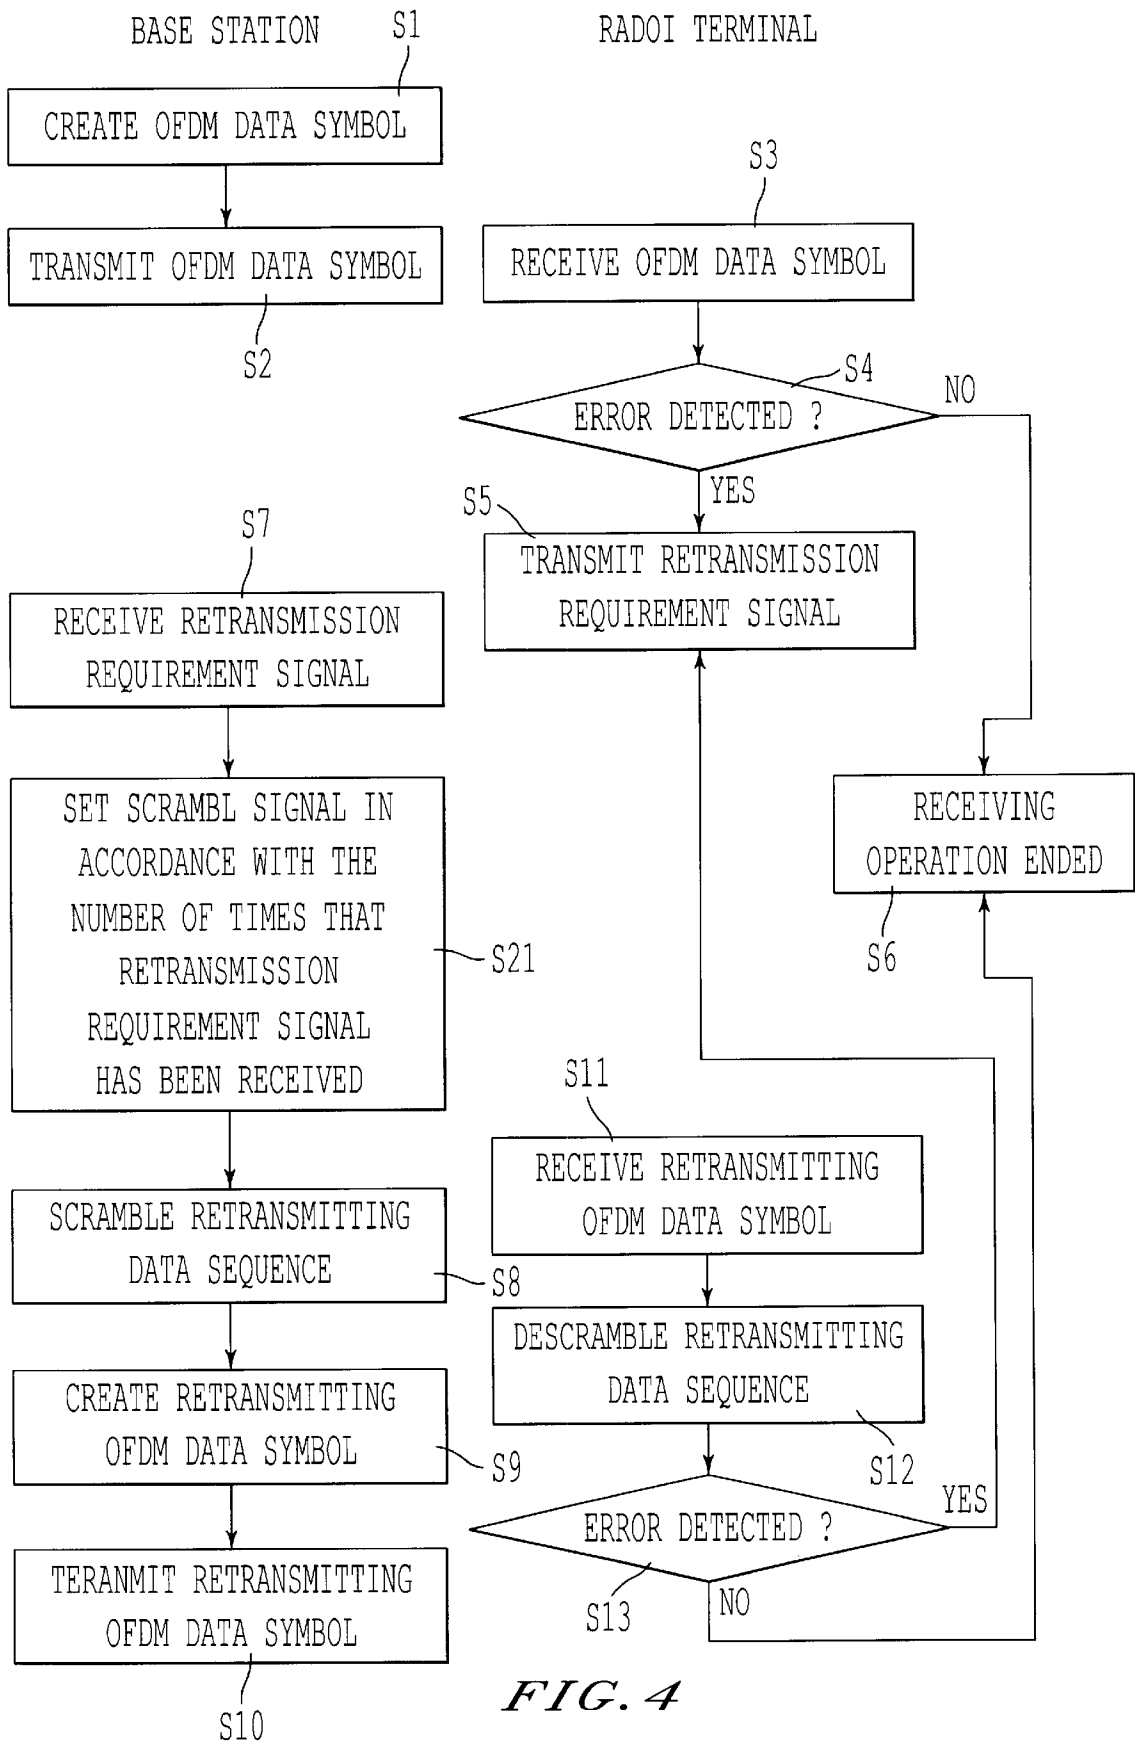 BASE STATION
S1
CREATE OFDM DATA SYMBOL
TRANSMIT OFDM DATA SYMBOL
S2
RADOI TERMINAL
S3
RECEIVE OFDM DATA SYMBOL
S4
ERROR DETECTED ?
NO
YES
S5
TRANSMIT RETRANSMISSION
REQUIREMENT SIGNAL
S7
RECEIVE RETRANSMISSION
REQUIREMENT SIGNAL
SET SCRAMBL SIGNAL IN
ACCORDANCE WITH THE
NUMBER OF TIMES THAT
RETRANSMISSION
REQUIREMENT SIGNAL
HAS BEEN RECEIVED
S21
RECEIVING
OPERATION ENDED
S6
SCRAMBLE RETRANSMITTING
DATA SEQUENCE
S8
CREATE RETRANSMITTING
OFDM DATA SYMBOL
S9
TERANMIT RETRANSMITTING
OFDM DATA SYMBOL
S10
S11
RECEIVE RETRANSMITTING
OFDM DATA SYMBOL
DESCRAMBLE RETRANSMITTING
DATA SEQUENCE
S12
ERROR DETECTED ?
YES
S13
NO
FIG. 4